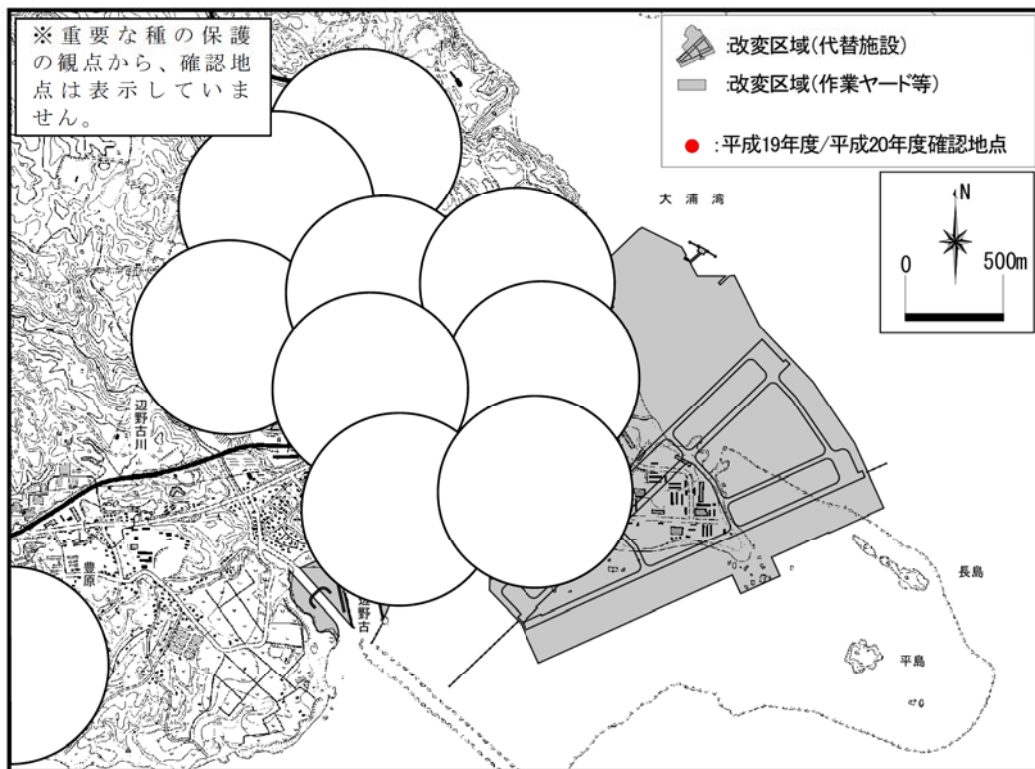 ※重要な種の保護
の観点から、確認地
点は表示していま
せん。
:改変区域(代替施設)
:改変区域(作業ヤード等)
:平成19年度/平成20年度確認地点
大浦湾
N
0 500m
辺野古川
豊原
辺野古
長島
平島